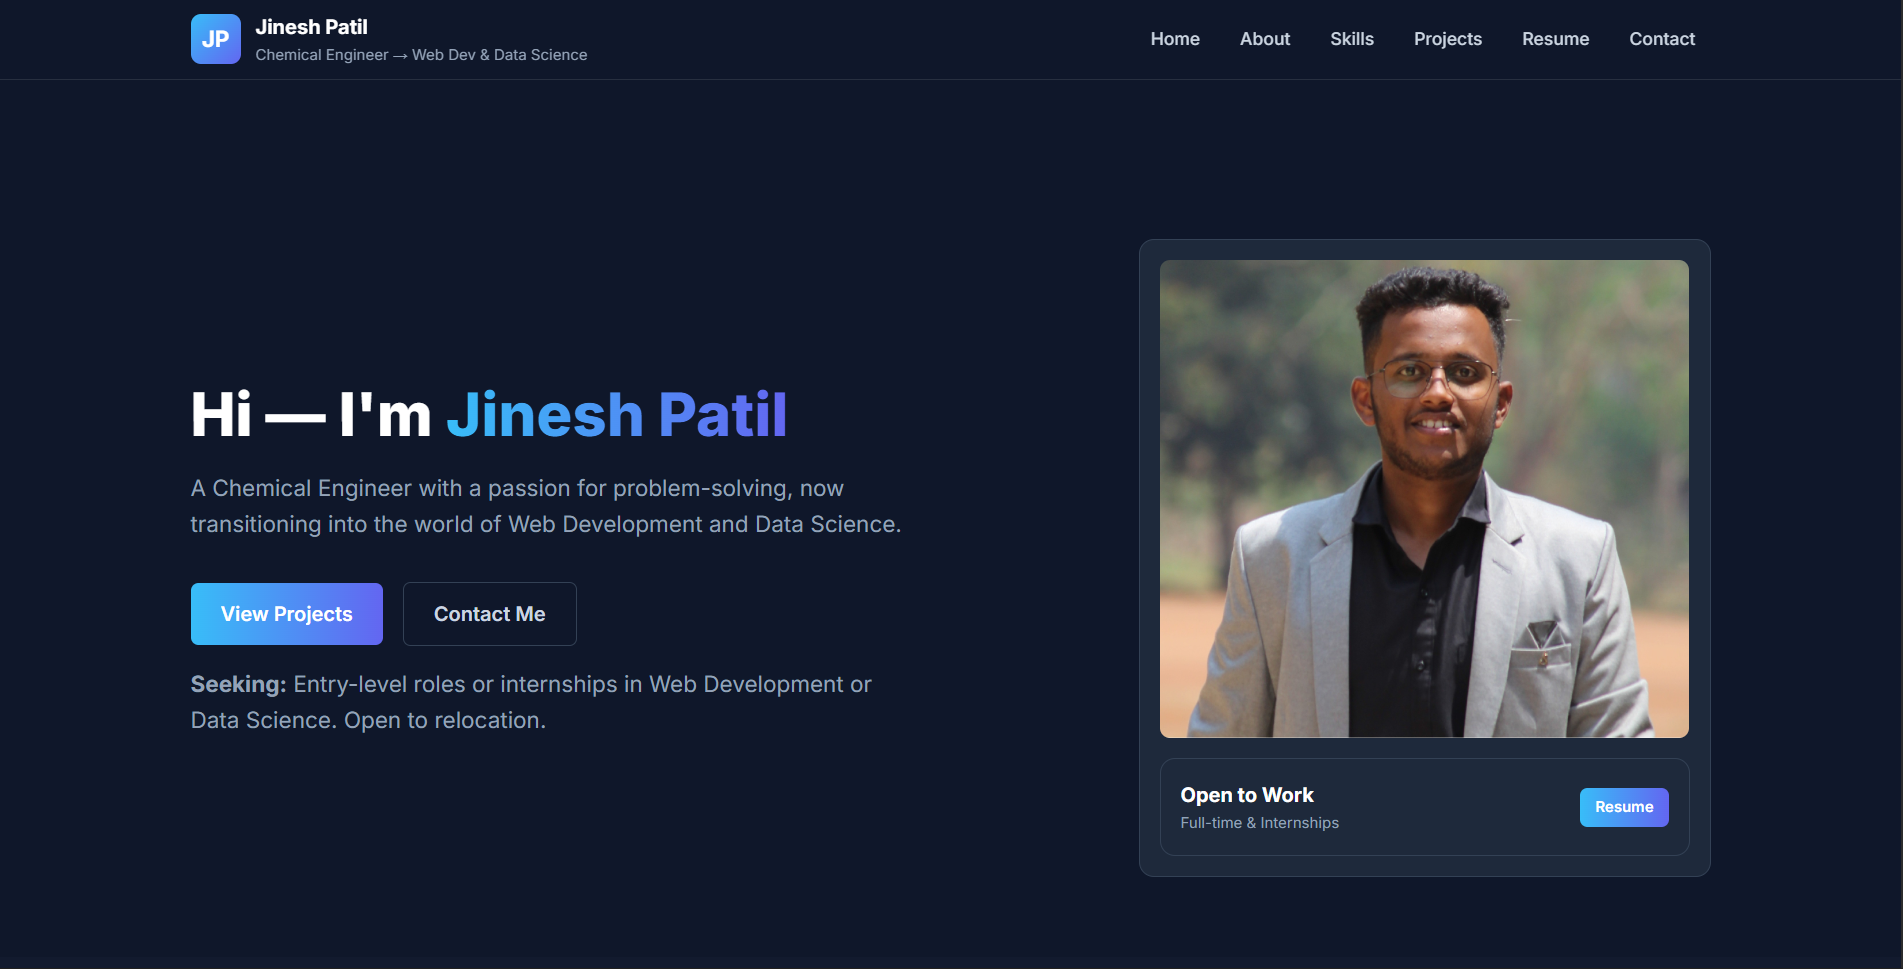 JP
Jinesh Patil
Chemical Engineer → Web Dev & Data Science
Home About Skills Projects Resume Contact
Hi — I'm Jinesh Patil
A Chemical Engineer with a passion for problem-solving, now
transitioning into the world of Web Development and Data Science.
View Projects Contact Me
Seeking: Entry-level roles or internships in Web Development or
Data Science. Open to relocation.
Open to Work
Full-time & Internships
Resume